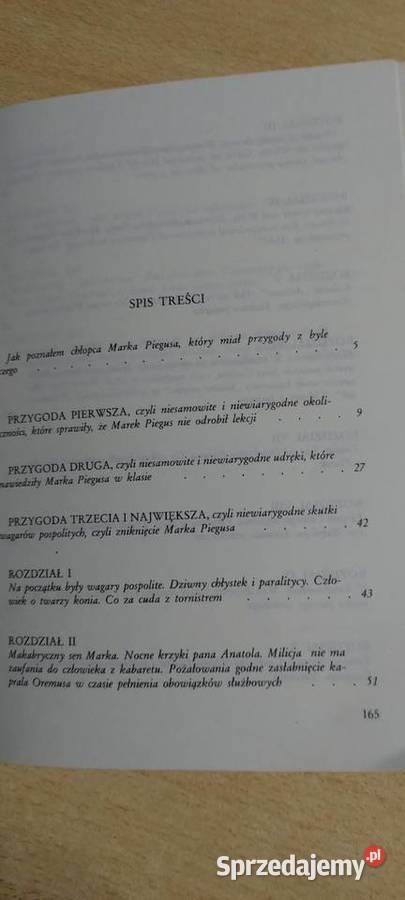 SPIS TREŚCI
Jak poznałem chłopca Marka Piegusa, który miał przygody z byle
czego . . . . . . . . . . . . . . 5
PRZYGODA PIERWSZA, czyli niesamowite i niewiarygodne okoli-
czności, które sprawiły, że Marek Piegus nie odrobił lekcji . . . . 9
PRZYGODA DRUGA, czyli niesamowite i niewiarygodne udręki, które
nawiedziły Marka Piegusa w klasie . . . . . . . . 27
PRZYGODA TRZECIA I NAJWIĘKSZA, czyli niewiarygodne skutki
wagarów pospolitych, czyli zniknięcie Marka Piegusa . . . . . 42
ROZDZIAŁ I
Na początku były wagary pospolite. Dziwny chłystek i paralitycy. Czło-
wiek o twarzy konia. Co za cuda z tornistrem . . . . . . 43
ROZDZIAŁ II
Makabryczny sen Marka. Nocne krzyki pana Anatola. Milicja nie ma
zaufania do człowieka z kabaretu. Pożałowania godne zasłabnięcie ka-
prala Oremusa w czasie pełnienia obowiązków służbowych . . . 51
165
Sprzedajemy.pl